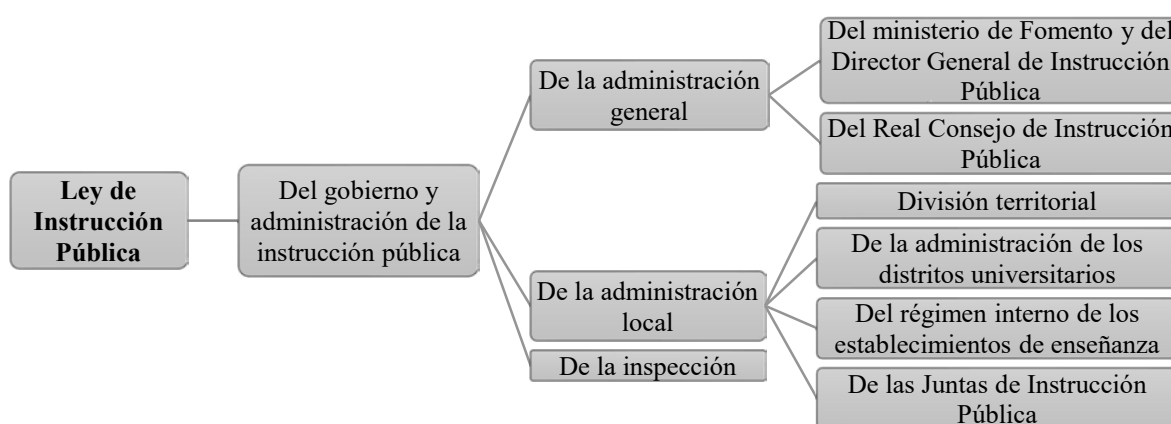 Ley de
Instrucción
Pública
Del gobierno y
administración de la
instrucción pública
De la administración
general
Del ministerio de Fomento y del
Director General de Instrucción
Pública
Del Real Consejo de Instrucción
Pública
De la administración
local
División territorial
De la administración de los
distritos universitarios
Del régimen interno de los
establecimientos de enseñanza
De las Juntas de Instrucción
Pública
De la inspección